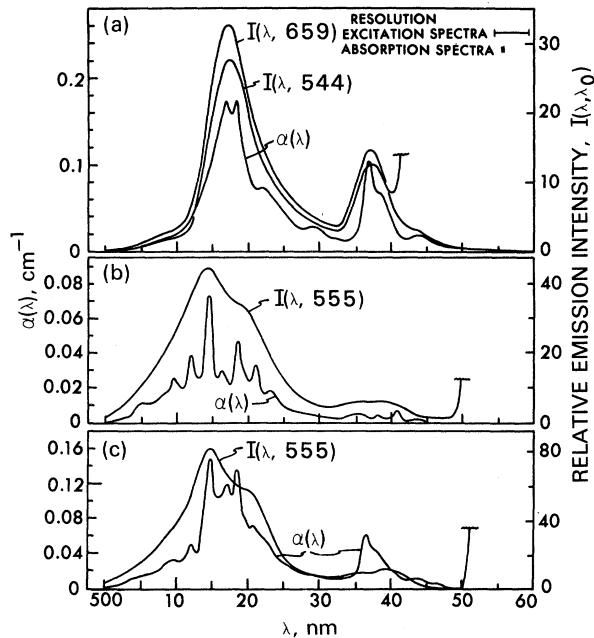 (a)
I(λ, 659)
I(λ, 544)
α(λ)
RESOLUTION
EXCITATION SPECTRA
ABSORPTION SPECTRA
0.2
0.1
0
30
20
10
0
(b)
I(λ, 555)
α(λ)
0.08
0.06
0.04
0.02
0
40
20
0
(c)
I(λ, 555)
α(λ)
0.16
0.12
0.08
0.04
0
80
40
0
500 10 20 30 40 50 60
λ, nm
α(λ), cm⁻¹
RELATIVE EMISSION INTENSITY, I(λ,λ₀)